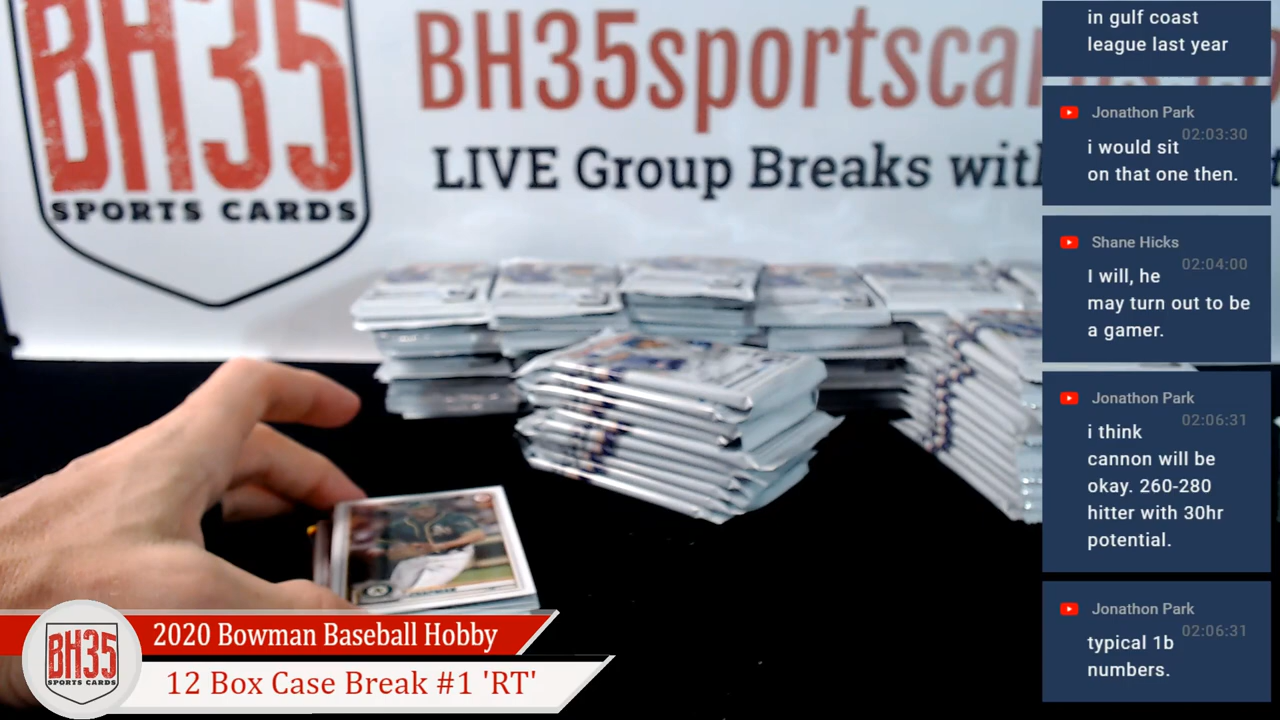 BH35
SPORTS CARDS
BH35sportsca
LIVE Group Breaks with
in gulf coast
league last year
Jonathon Park
02:03:30
i would sit
on that one then.
Shane Hicks
02:04:00
I will, he
may turn out to be
a gamer.
Jonathon Park
02:06:31
i think
cannon will be
okay. 260-280
hitter with 30hr
potential.
Jonathon Park
02:06:31
typical 1b
numbers.
BH35
SPORTS CARDS
2020 Bowman Baseball Hobby
12 Box Case Break #1 'RT'